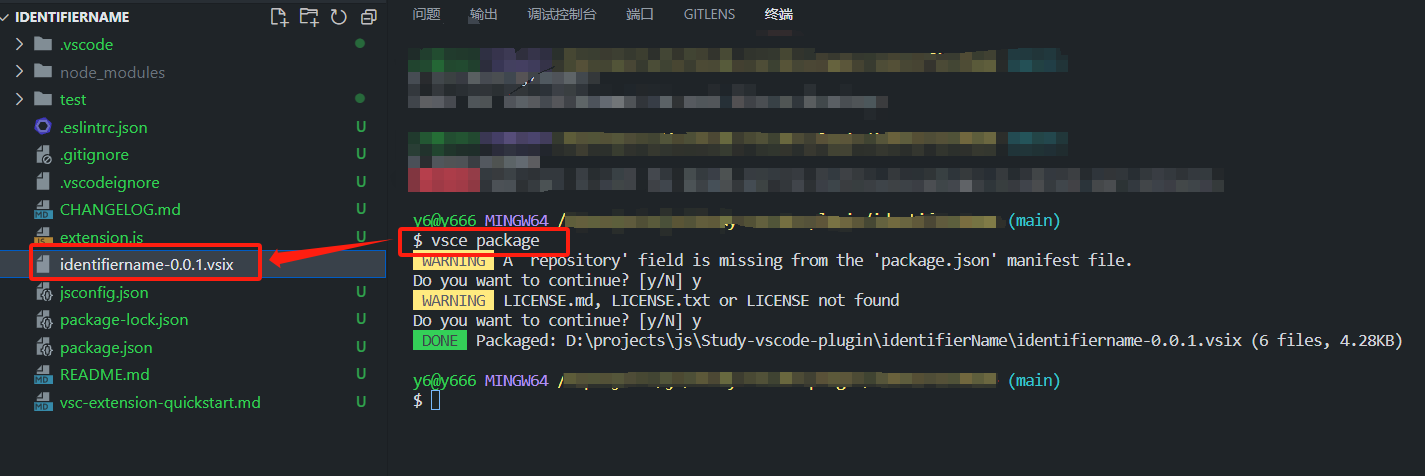 IDENTIFIERNAME
.vscode
node_modules
test
.eslintrc.json U
.gitignore U
.vscodeignore U
CHANGELOG.md U
extension.js U
identifiername-0.0.1.vsix
jsconfig.json U
package-lock.json U
package.json U
README.md U
vsc-extension-quickstart.md U
问题 输出 调试控制台 端口 GITLENS 终端
y6@y666 MINGW64 / (main)
$ vsce package
WARNING A 'repository' field is missing from the 'package.json' manifest file.
Do you want to continue? [y/N] y
WARNING LICENSE.md, LICENSE.txt or LICENSE not found
Do you want to continue? [y/N] y
DONE Packaged: D:\projects\js\Study-vscode-plugin\identifierName\identifiername-0.0.1.vsix (6 files, 4.28KB)
y6@y666 MINGW64 / (main)
$